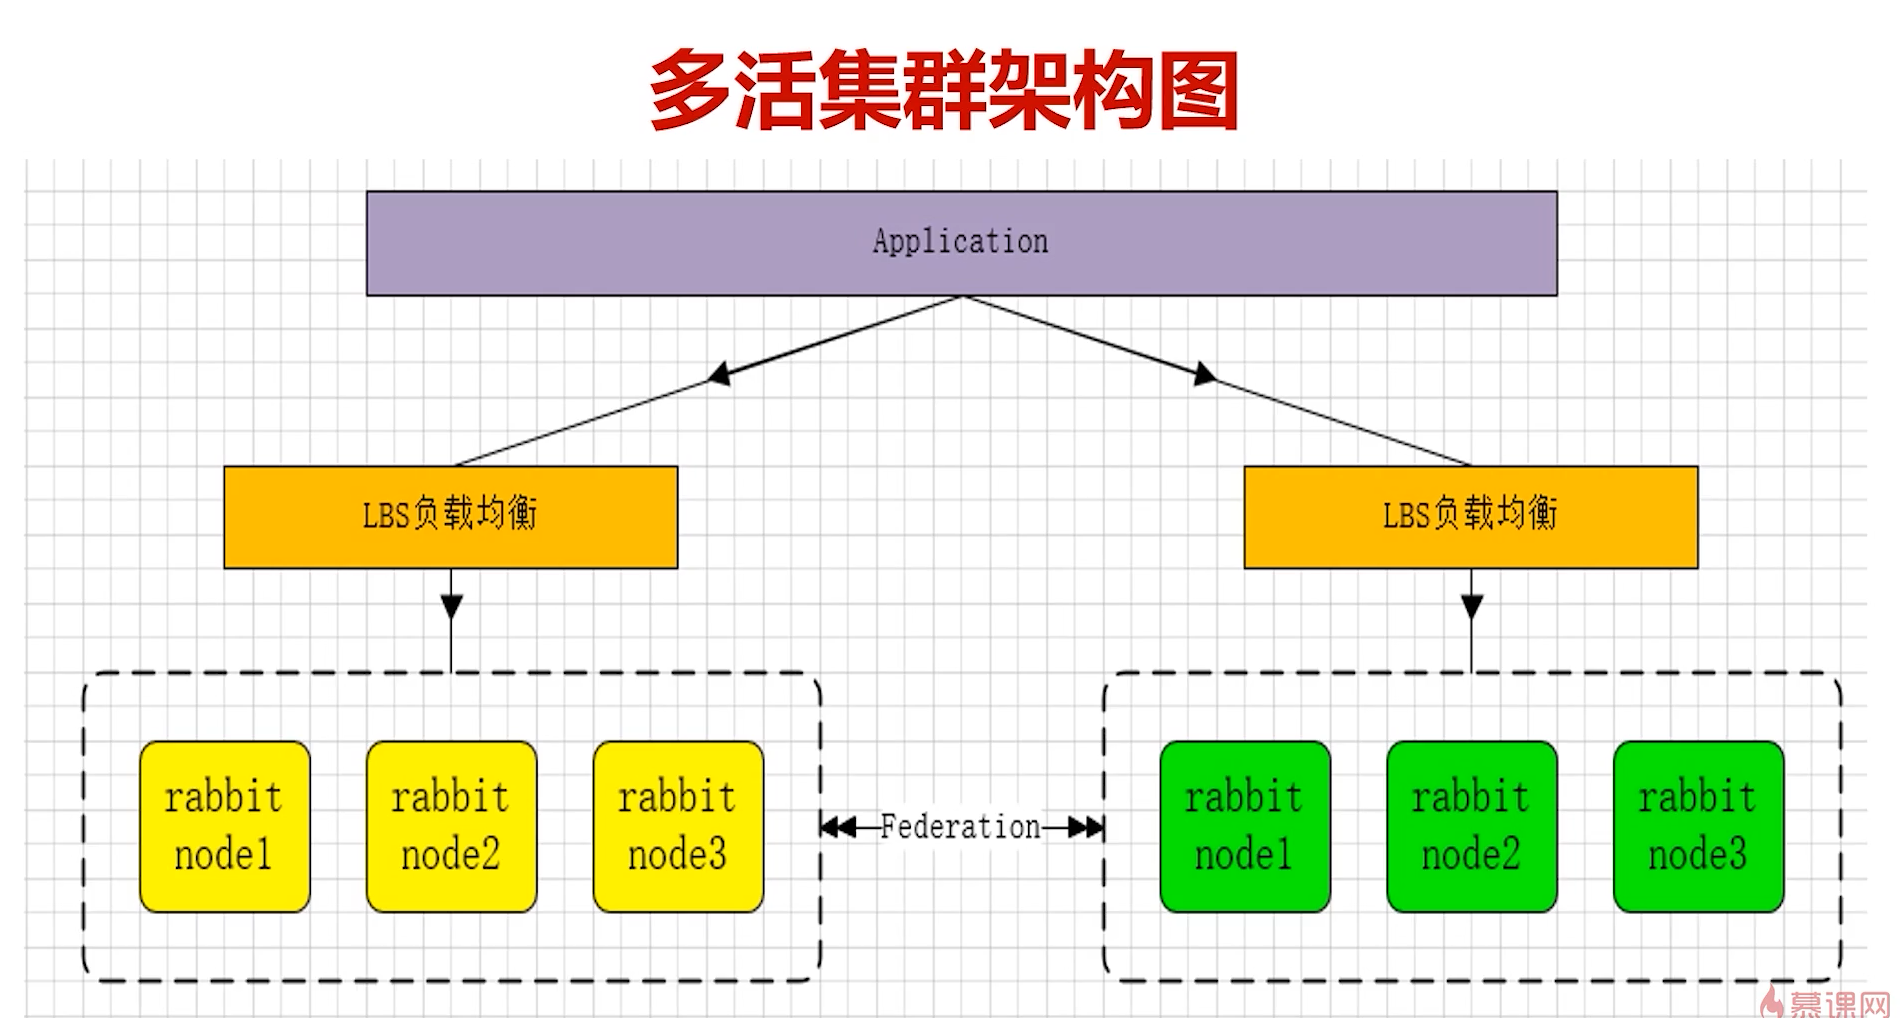 多活集群架构图
Application
LBS负载均衡
LBS负载均衡
rabbit
node1
rabbit
node2
rabbit
node3
Federation
rabbit
node1
rabbit
node2
rabbit
node3
慕课网